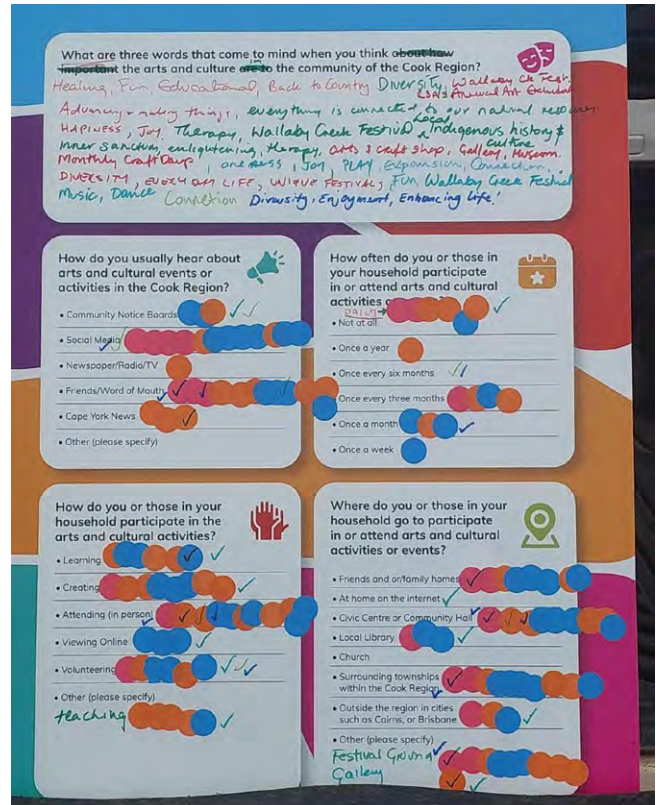 What are three words that come to mind when you think about how
important the arts and culture are to in the community of the Cook Region?
Healing, Fun, Educational, Back to Country Diversity, Wallaby Ck Fest.
Annual Art
Advancing making things, everything is connected to our natural
HAPINESS, JOY, Therapy, Wallaby Creek Festival, Local Indigenous history &
culture
Inner Sanctum, enlightening, therapy, Arts & craft shop, Gallery, Museum.
Monthly Craft Days, oneness, JOY, PLAY, Expansion, Connection,
DIVERSITY, EVERY DAY LIFE, UNIQUE FESTIVALS, Fun, Wallaby Creek Festival
Music, Dance Connection Diversity, Enjoyment, Enhancing life!
How do you usually hear about
arts and cultural events or
activities in the Cook Region?
• Community Notice Boards
• Social Media
• Newspaper/Radio/TV
• Friends/Word of Mouth
• Cape York News
• Other (please specify)
How often do you or those in
your household participate
in or attend arts and cultural
activities
DAILY
• Not at all
• Once a year
• Once every six months
• Once every three months
• Once a month
• Once a week
How do you or those in your
household participate in the
arts and cultural activities?
• Learning
• Creating
• Attending (in person)
• Viewing Online
• Volunteering
• Other (please specify)
teaching
Where do you or those in your
household go to participate
in or attend arts and cultural
activities or events?
• Friends and or/family homes
• At home on the internet
• Civic Centre or Community Hall
• Local Library
• Church
• Surrounding townships
within the Cook Region
• Outside the region in cities
such as Cairns, or Brisbane
• Other (please specify)
Festival Ground
Gallery